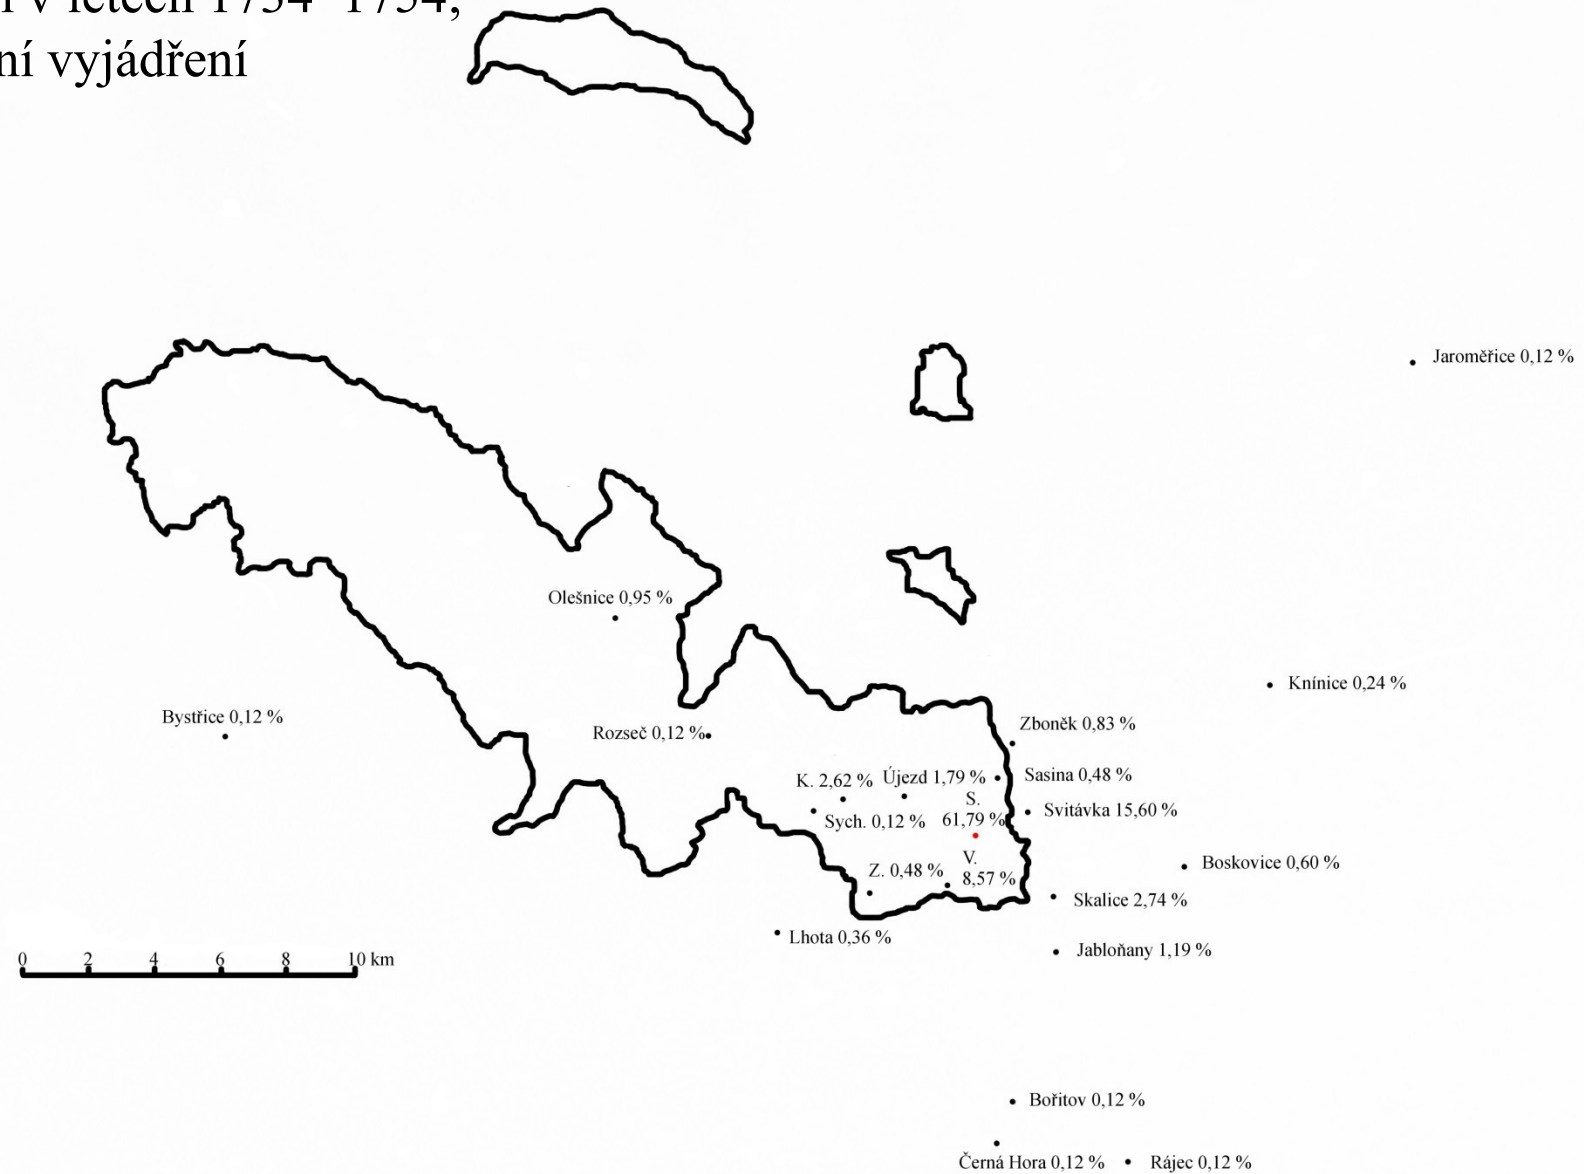 v letech 1734–1754,
ní vyjádření
Jaroměřice 0,12 %
Olešnice 0,95 %
Knínice 0,24 %
Bystřice 0,12 %
Zboněk 0,83 %
Rozseč 0,12 %
K. 2,62 %
Újezd 1,79 %
Sasina 0,48 %
S.
61,79 %
Svitávka 15,60 %
Sych. 0,12 %
V.
8,57 %
Z. 0,48 %
Boskovice 0,60 %
Skalice 2,74 %
Lhota 0,36 %
Jabloňany 1,19 %
0 2 4 6 8 10 km
Bořitov 0,12 %
Černá Hora 0,12 %
Rájec 0,12 %